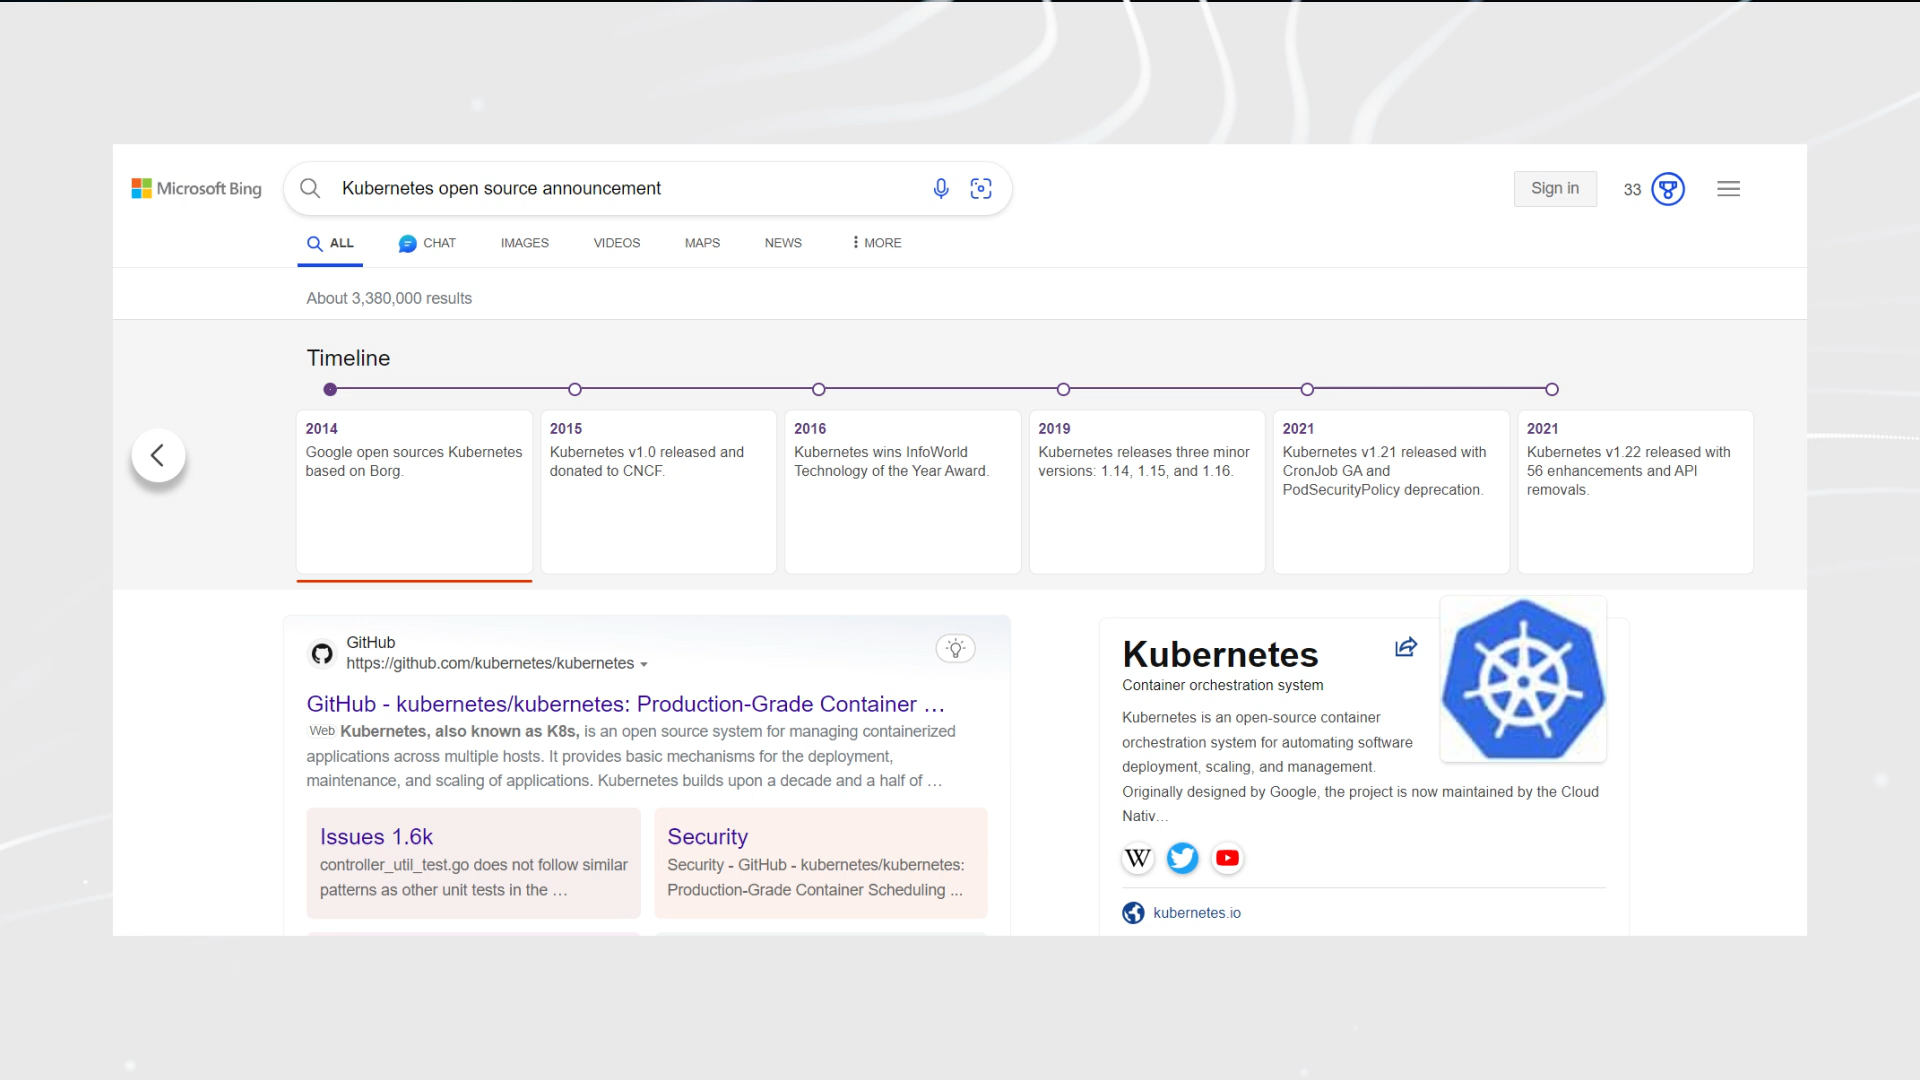 Microsoft Bing
Kubernetes open source announcement
Sign in
33
ALL
CHAT
IMAGES
VIDEOS
MAPS
NEWS
MORE
About 3,380,000 results
Timeline
2014
Google open sources Kubernetes
based on Borg.
2015
Kubernetes v1.0 released and
donated to CNCF.
2016
Kubernetes wins InfoWorld
Technology of the Year Award.
2019
Kubernetes releases three minor
versions: 1.14, 1.15, and 1.16.
2021
Kubernetes v1.21 released with
CronJob GA and
PodSecurityPolicy deprecation.
2021
Kubernetes v1.22 released with
56 enhancements and API
removals.
GitHub
https://github.com/kubernetes/kubernetes
GitHub - kubernetes/kubernetes: Production-Grade Container ...
Web Kubernetes, also known as K8s, is an open source system for managing containerized
applications across multiple hosts. It provides basic mechanisms for the deployment,
maintenance, and scaling of applications. Kubernetes builds upon a decade and a half of ...
Issues 1.6k
controller_util_test.go does not follow similar
patterns as other unit tests in the ...
Security
Security - GitHub - kubernetes/kubernetes:
Production-Grade Container Scheduling ...
Kubernetes
Container orchestration system
Kubernetes is an open-source container
orchestration system for automating software
deployment, scaling, and management.
Originally designed by Google, the project is now maintained by the Cloud
Nativ...
W
kubernetes.io